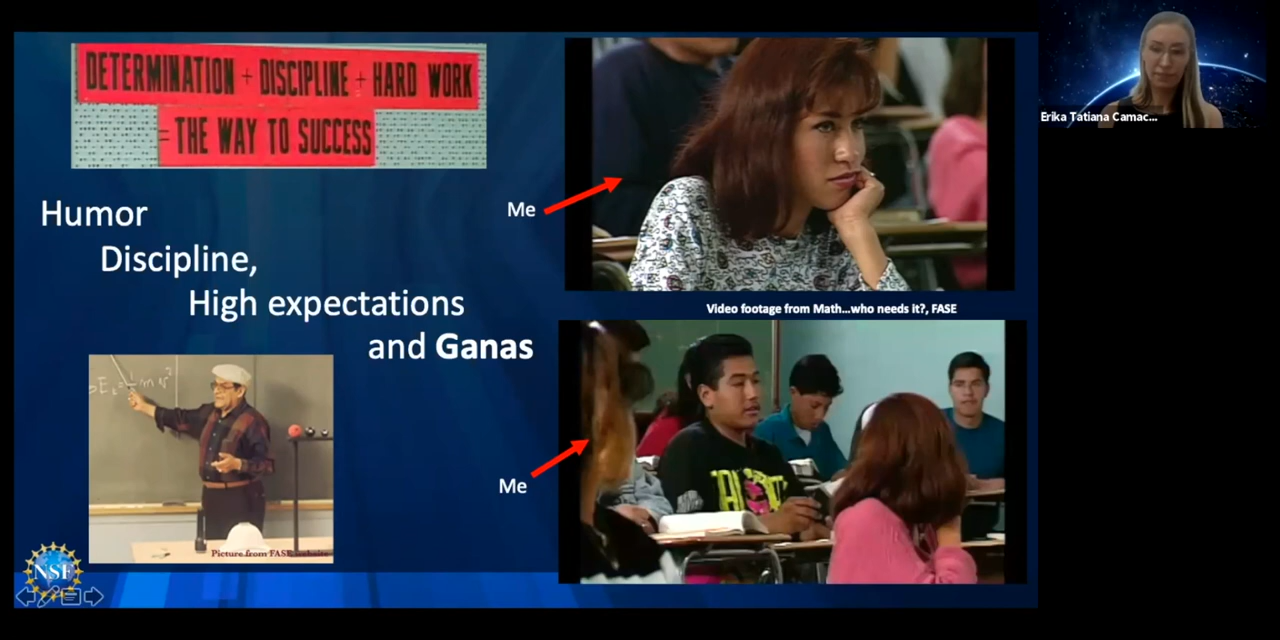 DETERMINATION + DISCIPLINE + HARD WORK
= THE WAY TO SUCCESS
Humor
Discipline,
High expectations
and Ganas
Me
Video footage from Math...who needs it?, FASE
Me
Picture from FASE website
NSF
Erika Tatiana Camac...